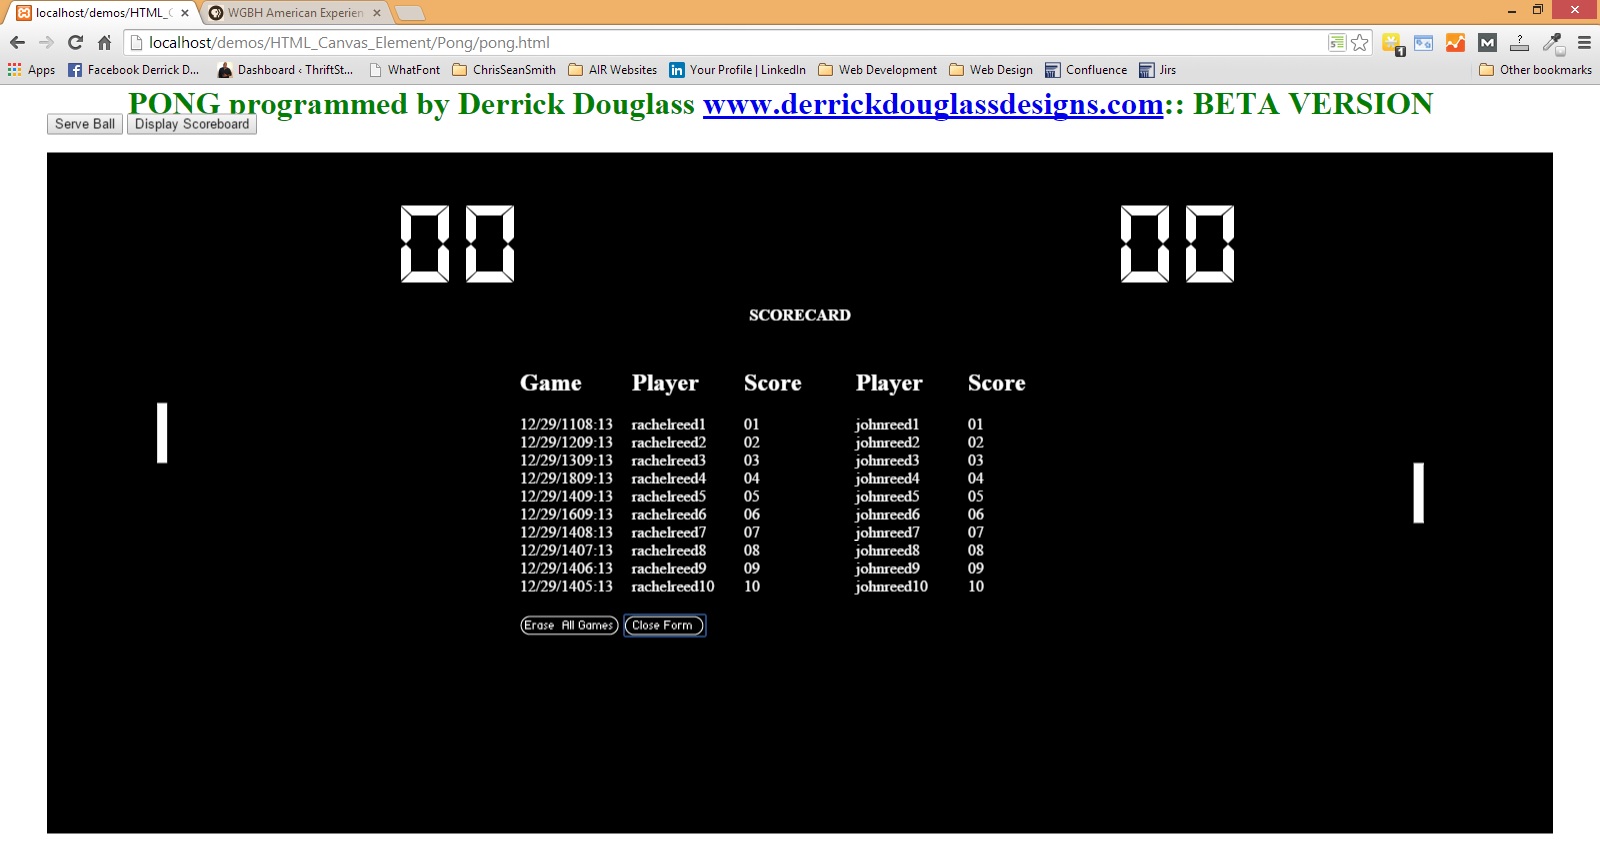 localhost/demos/HTML_C
WGBH American Experien
localhost/demos/HTML_Canvas_Element/Pong/pong.html
1
Apps
Facebook Derrick D...
Dashboard ‹ ThriftSt...
WhatFont
ChrisSeanSmith
AIR Websites
Your Profile | LinkedIn
Web Development
Web Design
Confluence
Jirs
Other bookmarks
PONG programmed by Derrick Douglass www.derrickdouglassdesigns.com:: BETA VERSION
Serve Ball Display Scoreboard
00 00
SCORECARD
Game Player Score Player Score
12/29/1108:13 rachelreed1 01 johnreed1 01
12/29/1209:13 rachelreed2 02 johnreed2 02
12/29/1309:13 rachelreed3 03 johnreed3 03
12/29/1809:13 rachelreed4 04 johnreed4 04
12/29/1409:13 rachelreed5 05 johnreed5 05
12/29/1609:13 rachelreed6 06 johnreed6 06
12/29/1408:13 rachelreed7 07 johnreed7 07
12/29/1407:13 rachelreed8 08 johnreed8 08
12/29/1406:13 rachelreed9 09 johnreed9 09
12/29/1405:13 rachelreed10 10 johnreed10 10
Erase All Games Close Form